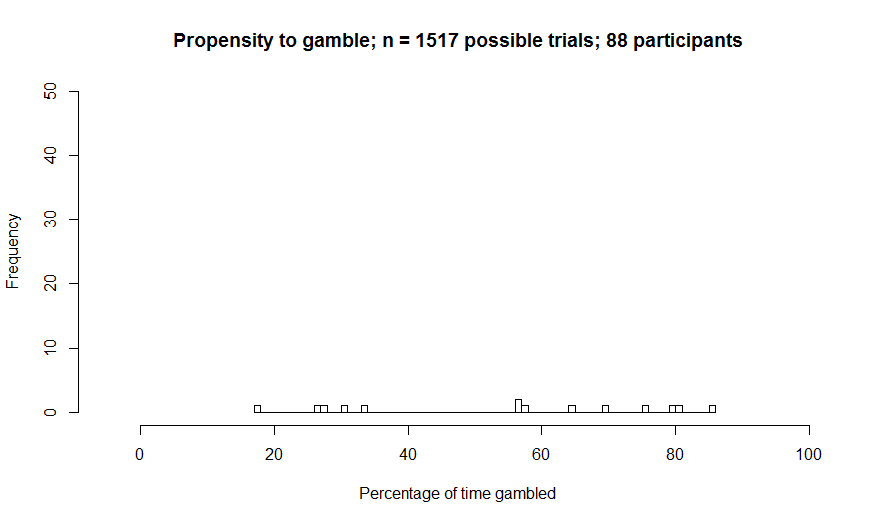 Propensity to gamble; n = 1517 possible trials; 88 participants
50
40
30
20
10
0
Frequency
0 20 40 60 80 100
Percentage of time gambled